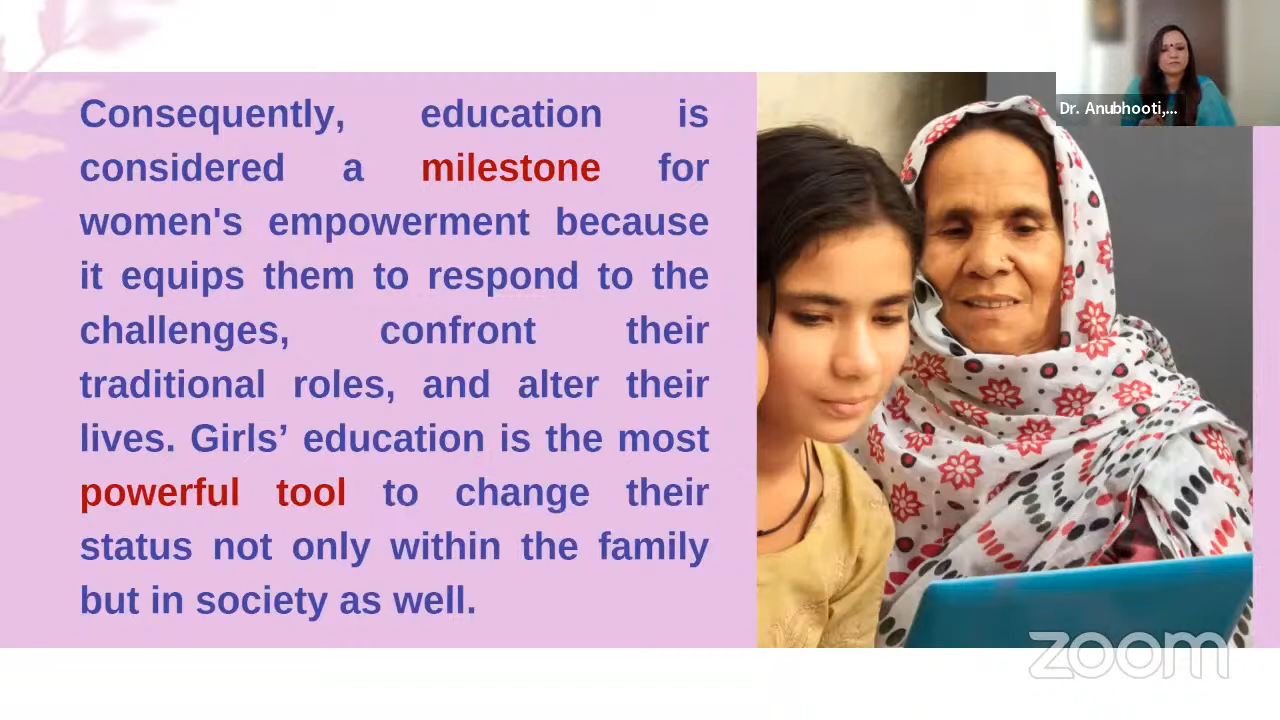 Consequently, education is
considered a milestone for
women's empowerment because
it equips them to respond to the
challenges, confront their
traditional roles, and alter their
lives. Girls’ education is the most
powerful tool to change their
status not only within the family
but in society as well.
Dr. Anubhooti,...
zoom